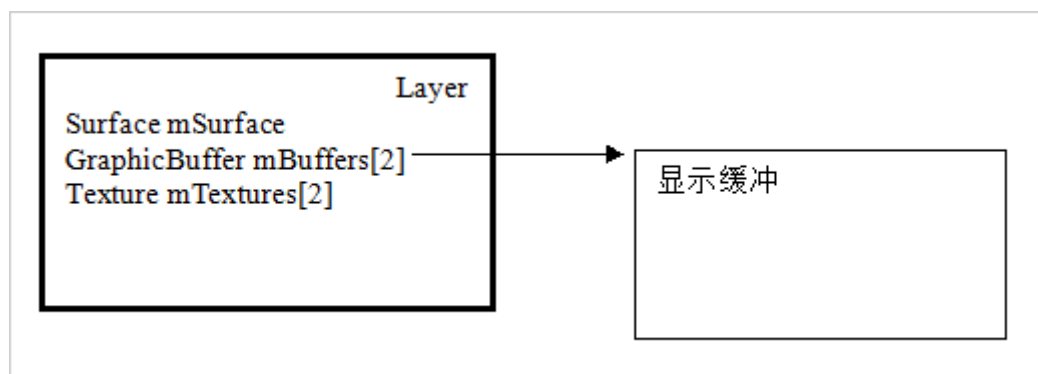 Layer
Surface mSurface
GraphicBuffer mBuffers[2]
Texture mTextures[2]
显示缓冲